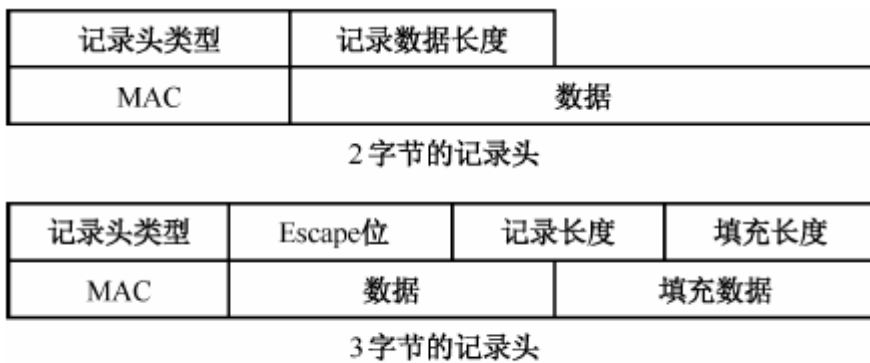 记录头类型 记录数据长度
MAC 数据
2字节的记录头
记录头类型 Escape位 记录长度 填充长度
MAC 数据 填充数据
3字节的记录头